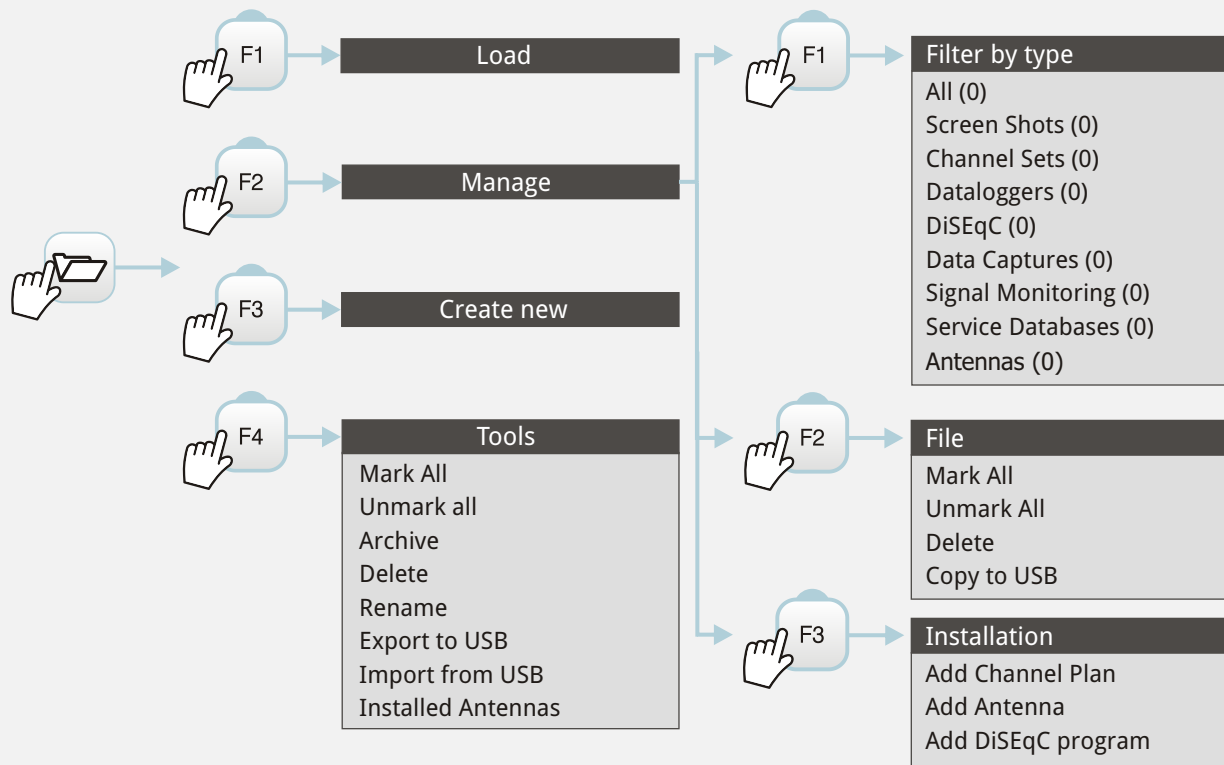 F1
Load
F2
Manage
F3
Create new
F4
Tools
Mark All
Unmark all
Archive
Delete
Rename
Export to USB
Import from USB
Installed Antennas
F1
Filter by type
All (0)
Screen Shots (0)
Channel Sets (0)
Dataloggers (0)
DiSEqC (0)
Data Captures (0)
Signal Monitoring (0)
Service Databases (0)
Antennas (0)
F2
File
Mark All
Unmark All
Delete
Copy to USB
F3
Installation
Add Channel Plan
Add Antenna
Add DiSEqC program